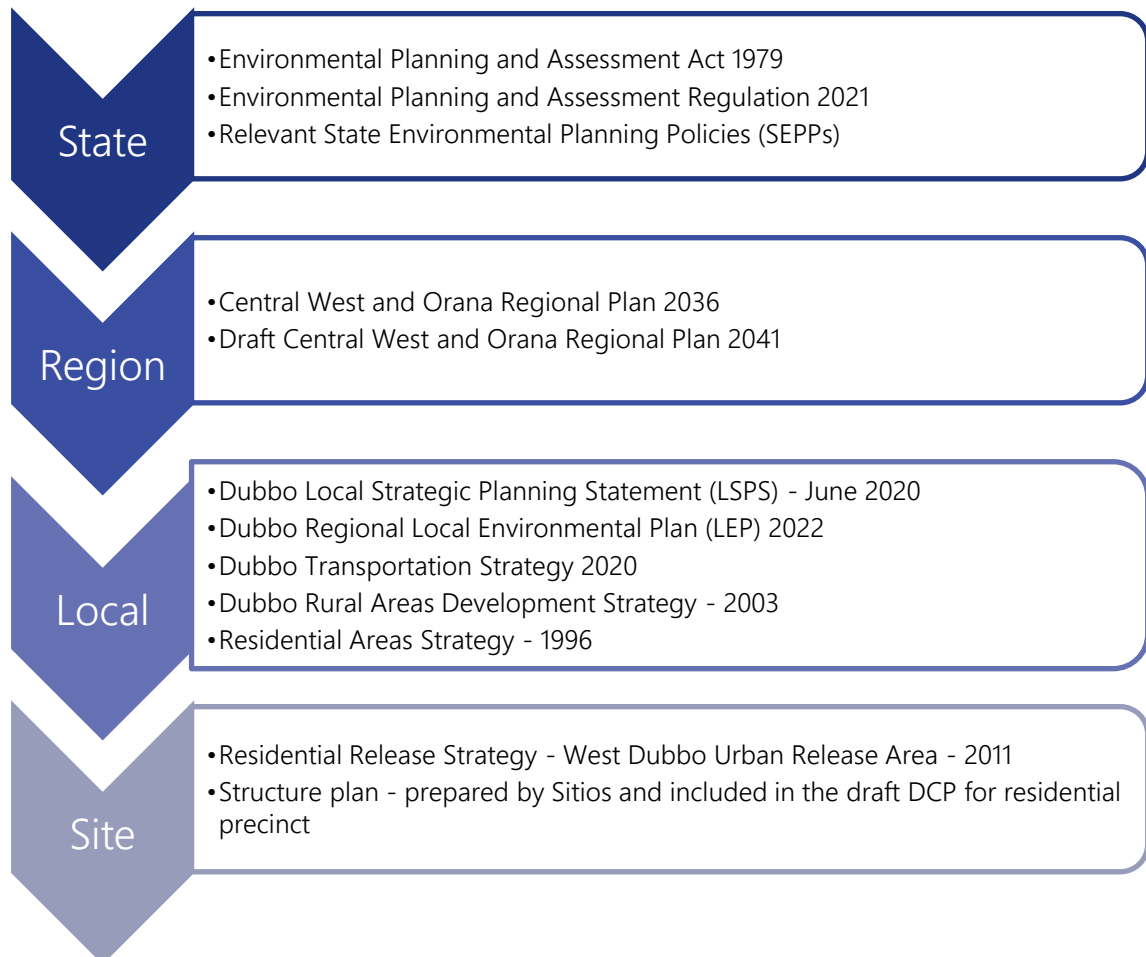 State
•Environmental Planning and Assessment Act 1979
•Environmental Planning and Assessment Regulation 2021
•Relevant State Environmental Planning Policies (SEPPs)
Region
•Central West and Orana Regional Plan 2036
•Draft Central West and Orana Regional Plan 2041
Local
•Dubbo Local Strategic Planning Statement (LSPS) - June 2020
•Dubbo Regional Local Environmental Plan (LEP) 2022
•Dubbo Transportation Strategy 2020
•Dubbo Rural Areas Development Strategy - 2003
•Residential Areas Strategy - 1996
Site
•Residential Release Strategy - West Dubbo Urban Release Area - 2011
•Structure plan - prepared by Sitios and included in the draft DCP for residential
precinct